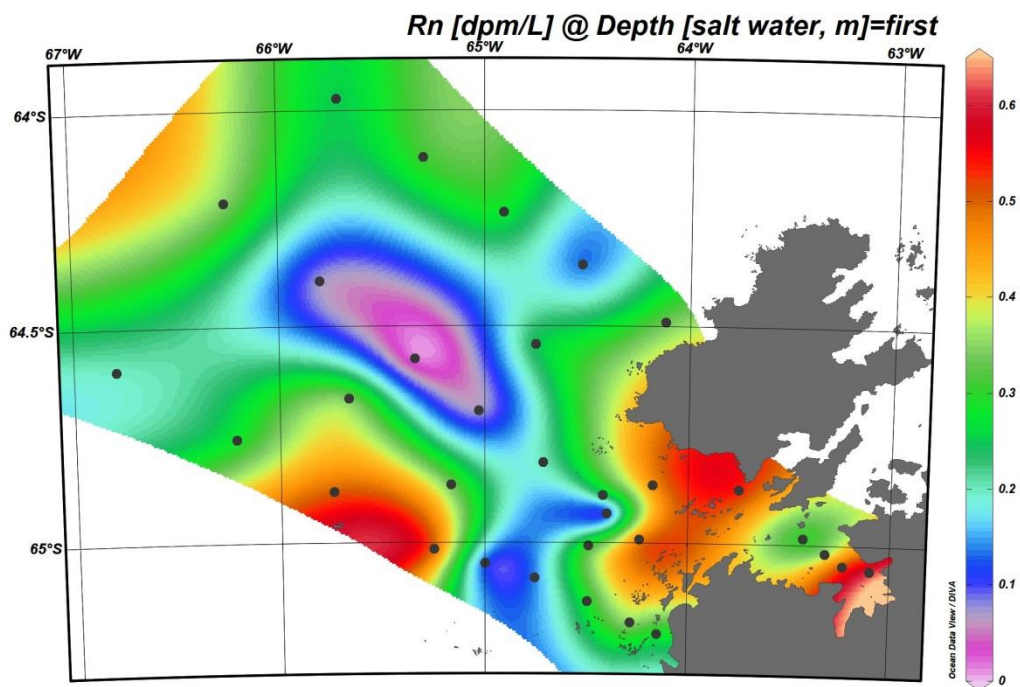 Rn [dpm/L] @ Depth [salt water, m]=first
67°W
66°W
65°W
64°W
63°W
64°S
64.5°S
65°S
0.6
0.5
0.4
0.3
0.2
0.1
0
Ocean Data View / DIVA